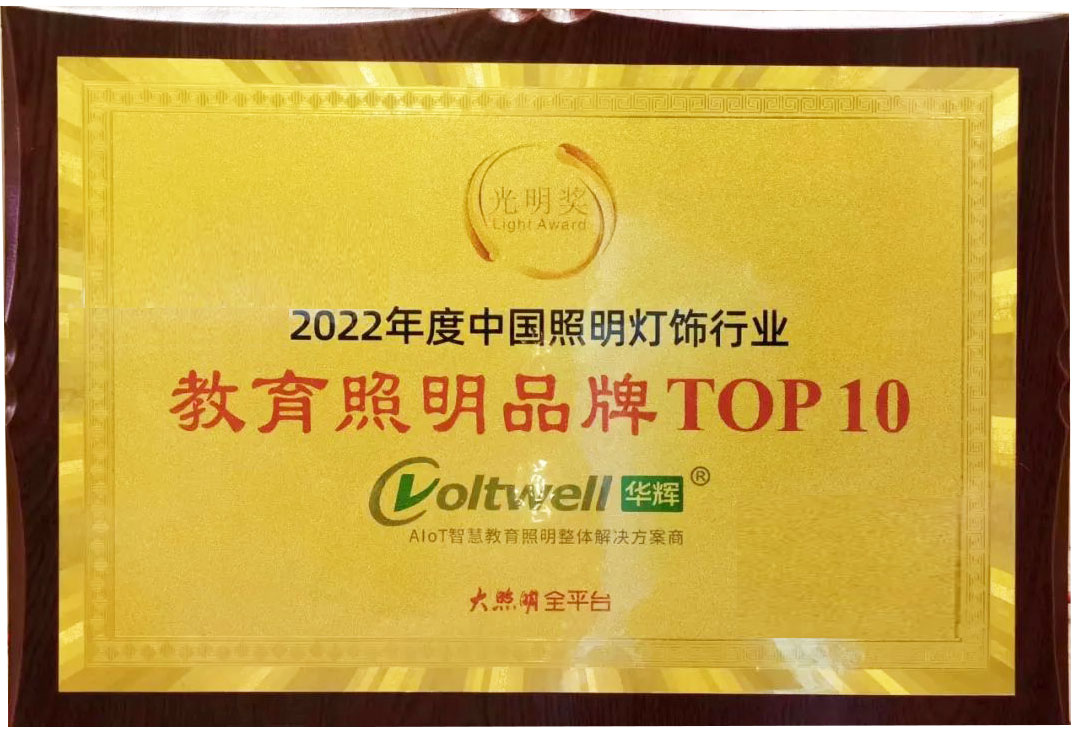 光明奖
Light Award
2022年度中国照明灯饰行业
教育照明品牌TOP 10
Voltwell 华辉®
AIoT智慧教育照明整体解决方案商
大照明全平台